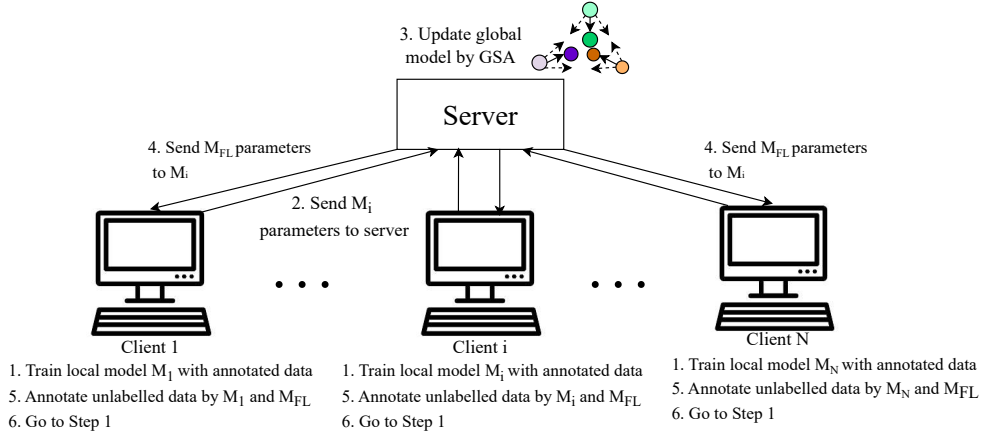 3. Update global
model by GSA
Server
4. Send M_FL parameters
to M_i
4. Send M_FL parameters
to M_i
2. Send M_i
parameters to server
Client 1
1. Train local model M_1 with annotated data
5. Annotate unlabelled data by M_1 and M_FL
6. Go to Step 1
Client i
1. Train local model M_i with annotated data
5. Annotate unlabelled data by M_i and M_FL
6. Go to Step 1
Client N
1. Train local model M_N with annotated data
5. Annotate unlabelled data by M_N and M_FL
6. Go to Step 1